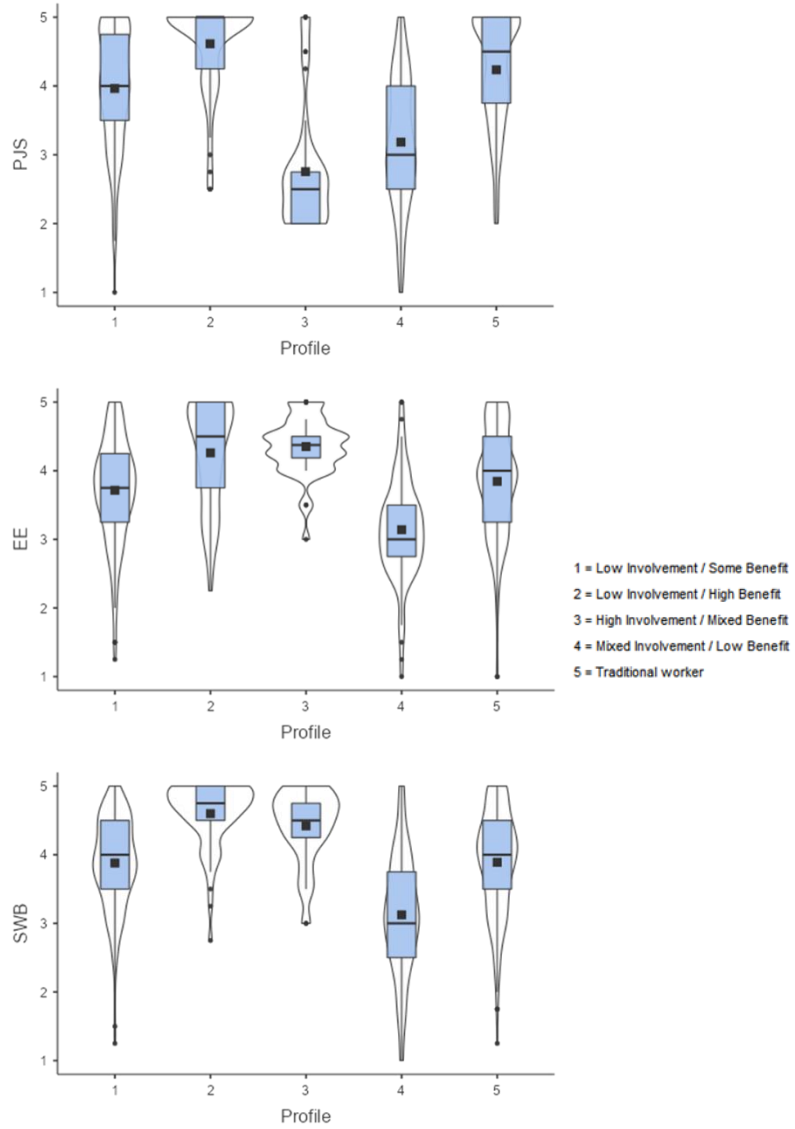 5
4
3
2
1
PJS
1 2 3 4 5
Profile
5
4
3
2
1
EE
1 2 3 4 5
Profile
1 = Low Involvement / Some Benefit
2 = Low Involvement / High Benefit
3 = High Involvement / Mixed Benefit
4 = Mixed Involvement / Low Benefit
5 = Traditional worker
5
4
3
2
1
SWB
1 2 3 4 5
Profile